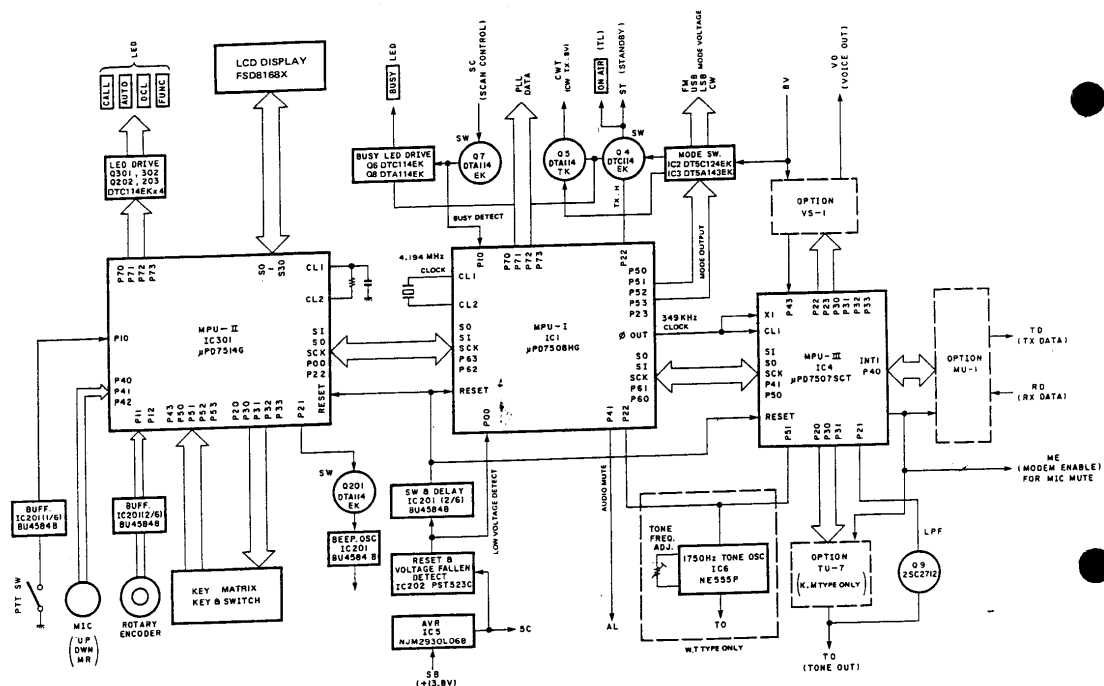 LED
CALL
AUTO
DCL
FUNC
LCD DISPLAY
FSD8168X
BUSY LED
SC
(SCAN CONTROL)
PLL
DATA
CWT
(CW TX. 8V)
ON AIR (TL)
ST (STANDBY)
FM
USB
LSB
CW
MODE VOLTAGE
8V
VO
(VOICE OUT)
LED DRIVE
Q301, 302
Q202, 203
DTC114EK×4
BUSY LED DRIVE
Q6 DTC114EK
Q8 DTA114EK
SW
Q7
DTA114
EK
Q5
DTA114
TK
SW
Q4
DTC114
EK
MODE SW.
IC2 DT5C124EK
IC3 DT5A143EK
OPTION
VS-1
BUSY DETECT
TX. H
MODE OUTPUT
4.194 MHz
CLOCK
P70
P71
P72
P73
S0
S30
CL1
CL2
P10
MPU-II
IC301
μPD7514G
SI
SO
SCK
P00
P22
RESET
P40
P41
P42
P11
P12
P43
P50
P51
P52
P53
P20
P30
P31
P32
P33
P21
P10
P70
P71
P72
P73
P22
CL1
CL2
MPU-I
IC1
μPD7508HG
SO
SI
SCK
P63
P62
RESET
P00
P50
P51
P52
P53
P23
Ø OUT
SO
SI
SCK
P61
P60
P41
P22
349KHz
CLOCK
P43
P22
P23
P30
P31
P32
P33
X1
CL1
MPU-III
IC4
μPD7507SCT
SI
SO
SCK
P41
P50
INT1
P40
RESET
P51
P20
P30
P31
P21
OPTION
MU-1
TD
(TX DATA)
RD
(RX DATA)
ME
(MODEM ENABLE)
FOR MIC MUTE
BUFF.
IC201(1/6)
BU4584B
BUFF.
IC201(2/6)
BU4584B
SW
Q201
DTA114
EK
BEEP. OSC
IC201
BU4584 B
SW & DELAY
IC201 (2/6)
BU4584B
LOW VOLTAGE DETECT
RESET &
VOLTAGE FALLEN
DETECT
IC202 PST523C
AVR
IC5
NJM2930L06B
5C
SB
(+13.8V)
AUDIO MUTE
AL
TONE
FREQ.
ADJ.
1750Hz TONE OSC
IC6
NE555P
TO
W,T TYPE ONLY
OPTION
TU-7
(K,M TYPE ONLY)
LPF
Q9
2SC2712
TO
(TONE OUT)
PTT SW
MIC
(UP
DWN
MR)
ROTARY
ENCODER
KEY MATRIX
KEY & SWITCH